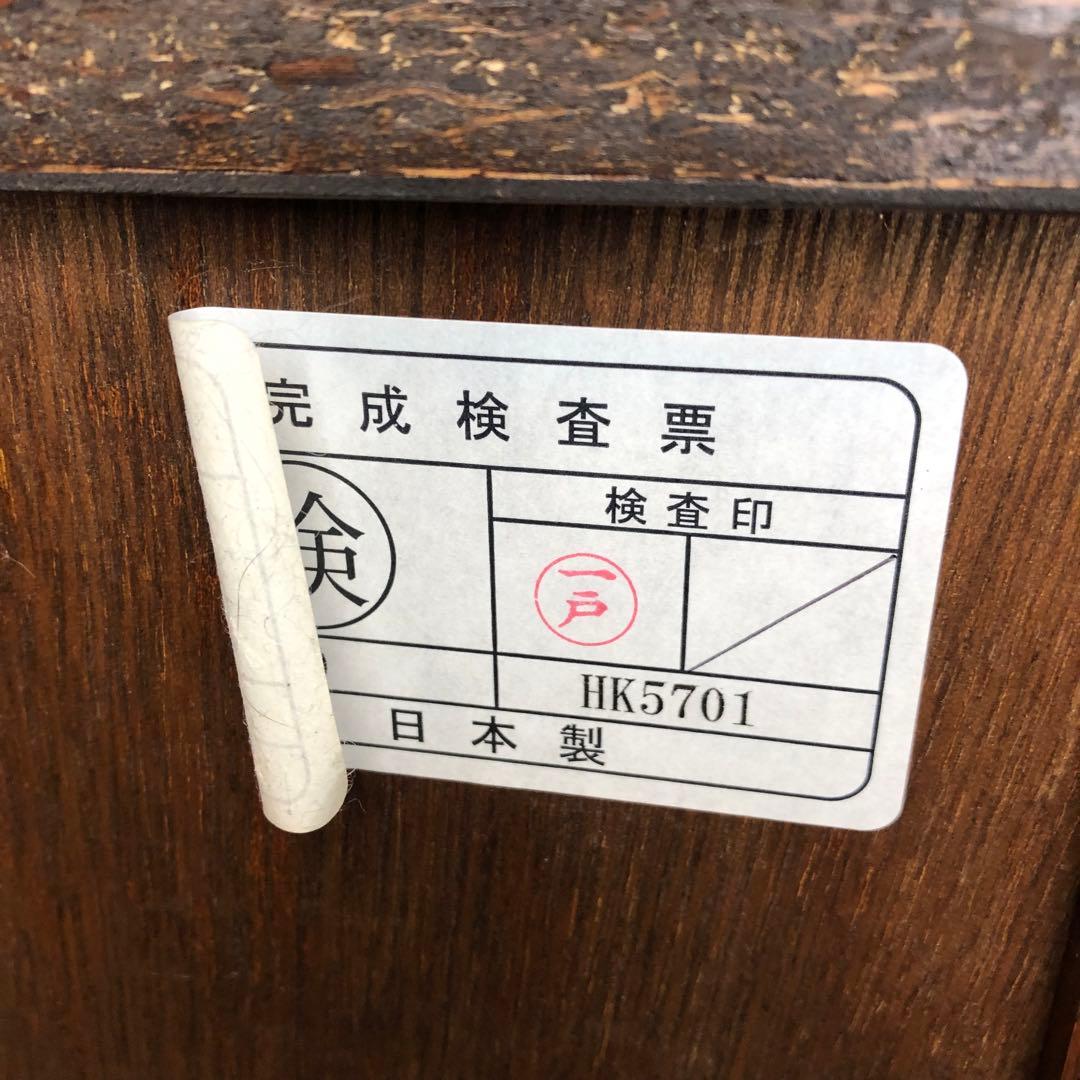 完成検査票
検
検査印
一戸
HK5701
日本製